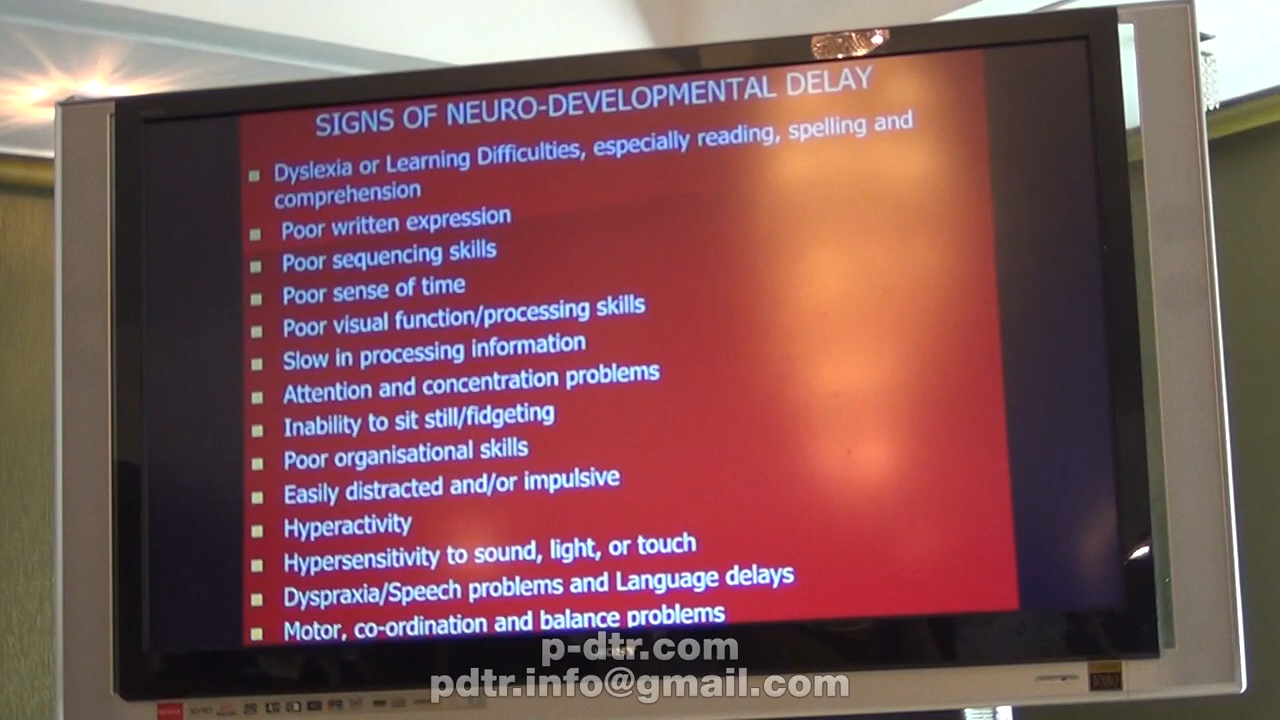 SIGNS OF NEURO-DEVELOPMENTAL DELAY
Dyslexia or Learning Difficulties, especially reading, spelling and
comprehension
Poor written expression
Poor sequencing skills
Poor sense of time
Poor visual function/processing skills
Slow in processing information
Attention and concentration problems
Inability to sit still/fidgeting
Poor organisational skills
Easily distracted and/or impulsive
Hyperactivity
Hypersensitivity to sound, light, or touch
Dyspraxia/Speech problems and Language delays
Motor, co-ordination and balance problems
p-dtr.com
pdtr.info@gmail.com
1080